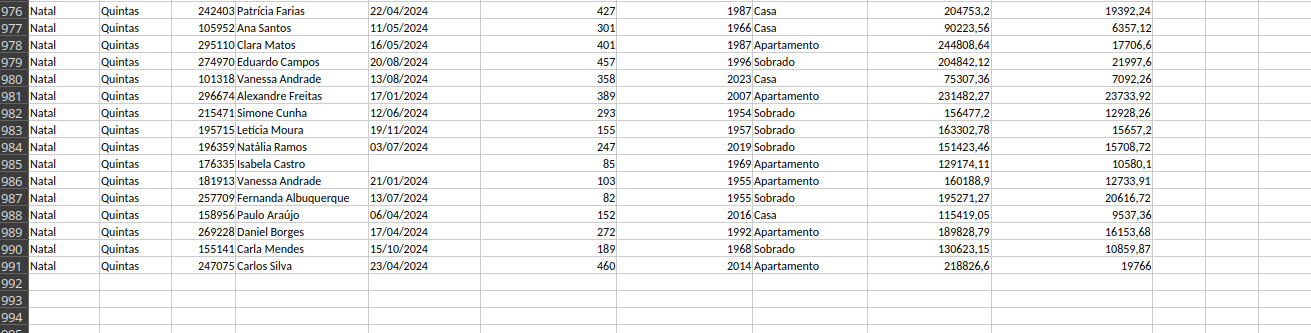 976 Natal Quintas 242403 Patrícia Farias 22/04/2024 427 1987 Casa 204753,2 19392,24
977 Natal Quintas 105952 Ana Santos 11/05/2024 301 1966 Casa 90223,56 6357,12
978 Natal Quintas 295110 Clara Matos 16/05/2024 401 1987 Apartamento 244808,64 17706,6
979 Natal Quintas 274970 Eduardo Campos 20/08/2024 457 1996 Sobrado 204842,12 21997,6
980 Natal Quintas 101318 Vanessa Andrade 13/08/2024 358 2023 Casa 75307,36 7092,26
981 Natal Quintas 296674 Alexandre Freitas 17/01/2024 389 2007 Apartamento 231482,27 23733,92
982 Natal Quintas 215471 Simone Cunha 12/06/2024 293 1954 Sobrado 156477,2 12928,26
983 Natal Quintas 195715 Letícia Moura 19/11/2024 155 1957 Sobrado 163302,78 15657,2
984 Natal Quintas 196359 Natália Ramos 03/07/2024 247 2019 Sobrado 151423,46 15708,72
985 Natal Quintas 176335 Isabela Castro 85 1969 Apartamento 129174,11 10580,1
986 Natal Quintas 181913 Vanessa Andrade 21/01/2024 103 1955 Apartamento 160188,9 12733,91
987 Natal Quintas 257709 Fernanda Albuquerque 13/07/2024 82 1955 Sobrado 195271,27 20616,72
988 Natal Quintas 158956 Paulo Araújo 06/04/2024 152 2016 Casa 115419,05 9537,36
989 Natal Quintas 269228 Daniel Borges 17/04/2024 272 1992 Apartamento 189828,79 16153,68
990 Natal Quintas 155141 Carla Mendes 15/10/2024 189 1968 Sobrado 130623,15 10859,87
991 Natal Quintas 247075 Carlos Silva 23/04/2024 460 2014 Apartamento 218826,6 19766
992
993
994